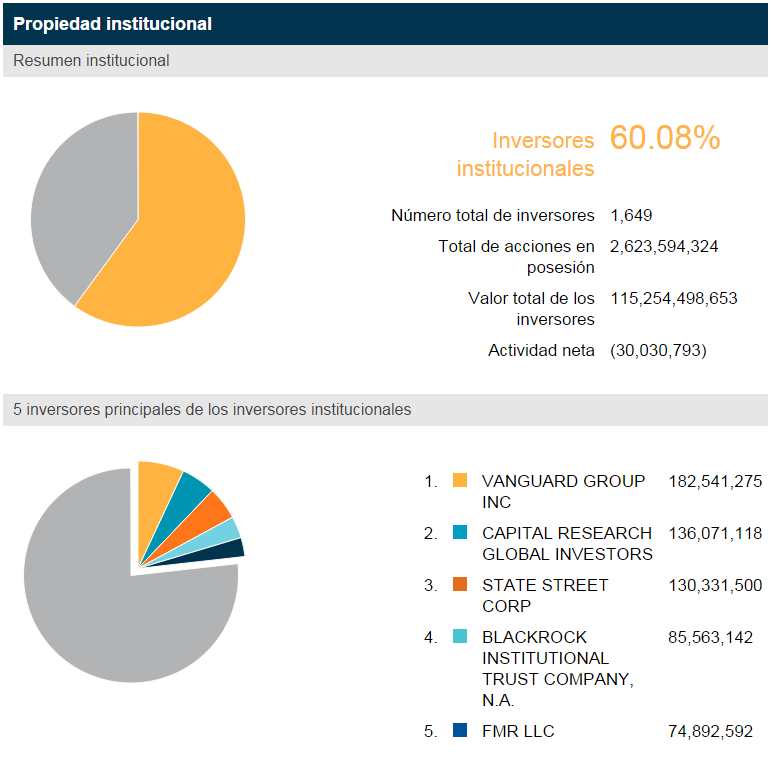 Propiedad institucional
Resumen institucional
Inversores
institucionales
60.08%
Número total de inversores 1,649
Total de acciones en
posesión
2,623,594,324
Valor total de los
inversores
115,254,498,653
Actividad neta (30,030,793)
5 inversores principales de los inversores institucionales
1. VANGUARD GROUP
INC
182,541,275
2. CAPITAL RESEARCH
GLOBAL INVESTORS
136,071,118
3. STATE STREET
CORP
130,331,500
4. BLACKROCK
INSTITUTIONAL
TRUST COMPANY,
N.A.
85,563,142
5. FMR LLC 74,892,592